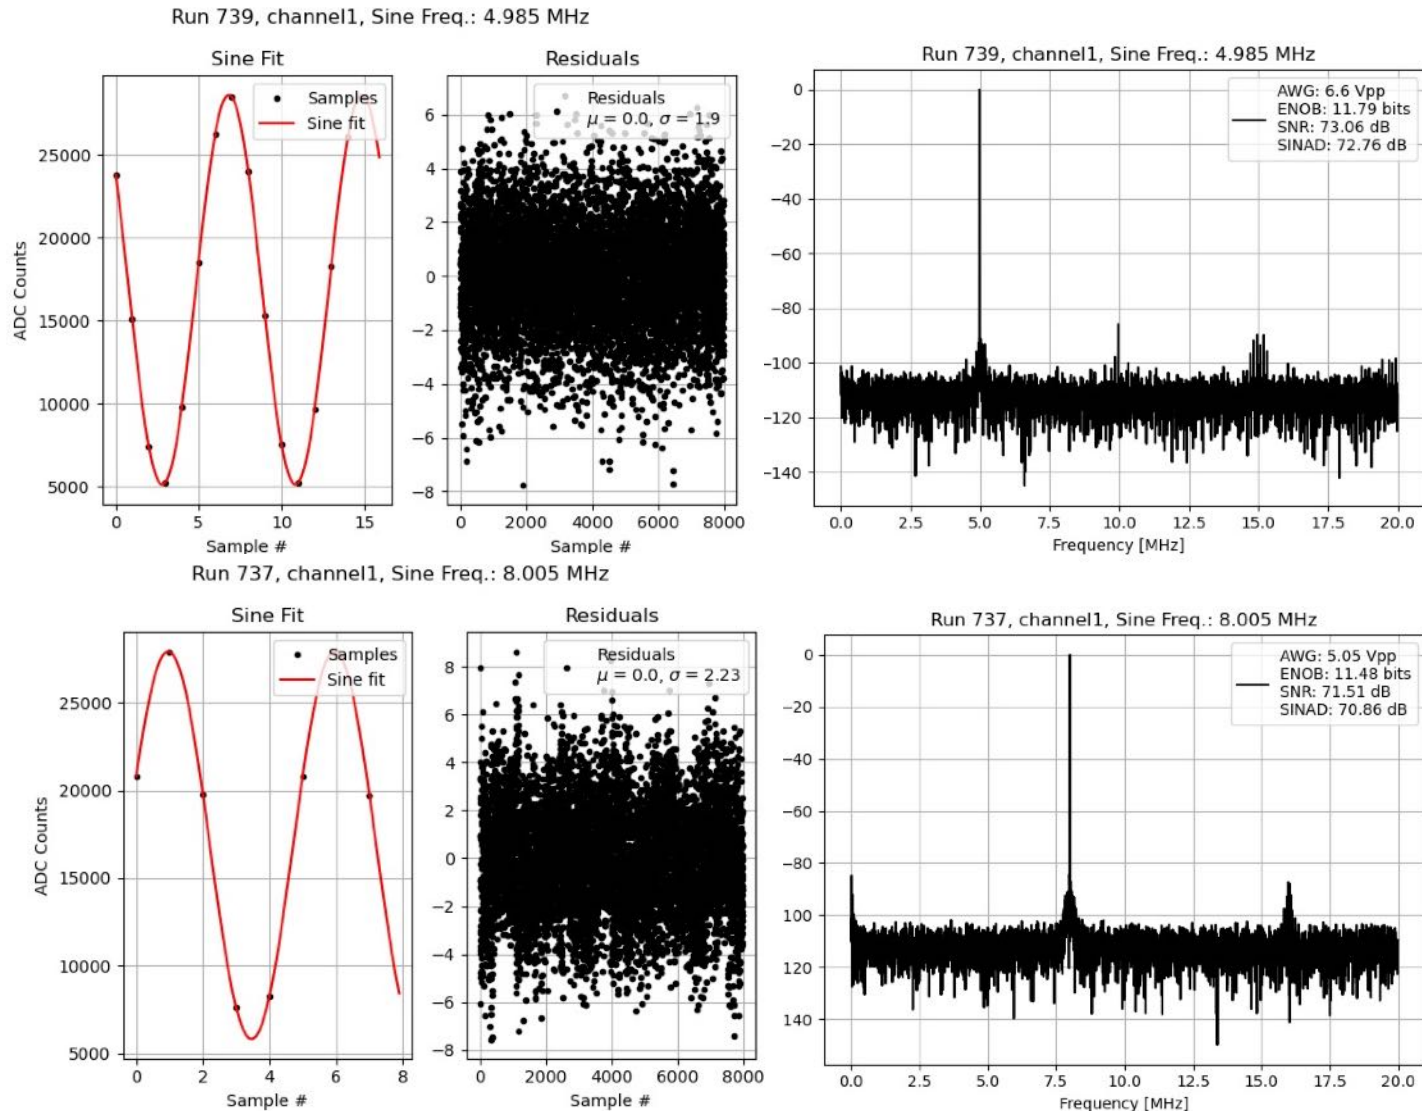 Run 739, channel1, Sine Freq.: 4.985 MHz
Sine Fit
Samples
Sine fit
25000
20000
15000
10000
5000
ADC Counts
0 5 10 15
Sample #
Residuals
Residuals
μ = 0.0, σ = 1.9
6
4
2
0
−2
−4
−6
−8
0 2000 4000 6000 8000
Sample #
Run 739, channel1, Sine Freq.: 4.985 MHz
AWG: 6.6 Vpp
ENOB: 11.79 bits
SNR: 73.06 dB
SINAD: 72.76 dB
0
−20
−40
−60
−80
−100
−120
−140
0.0 2.5 5.0 7.5 10.0 12.5 15.0 17.5 20.0
Frequency [MHz]
Run 737, channel1, Sine Freq.: 8.005 MHz
Sine Fit
Samples
Sine fit
25000
20000
15000
10000
5000
ADC Counts
0 2 4 6 8
Sample #
Residuals
Residuals
μ = 0.0, σ = 2.23
8
6
4
2
0
−2
−4
−6
−8
0 2000 4000 6000 8000
Sample #
Run 737, channel1, Sine Freq.: 8.005 MHz
AWG: 5.05 Vpp
ENOB: 11.48 bits
SNR: 71.51 dB
SINAD: 70.86 dB
0
−20
−40
−60
−80
100
120
140
0.0 2.5 5.0 7.5 10.0 12.5 15.0 17.5 20.0
Frequency [MHz]